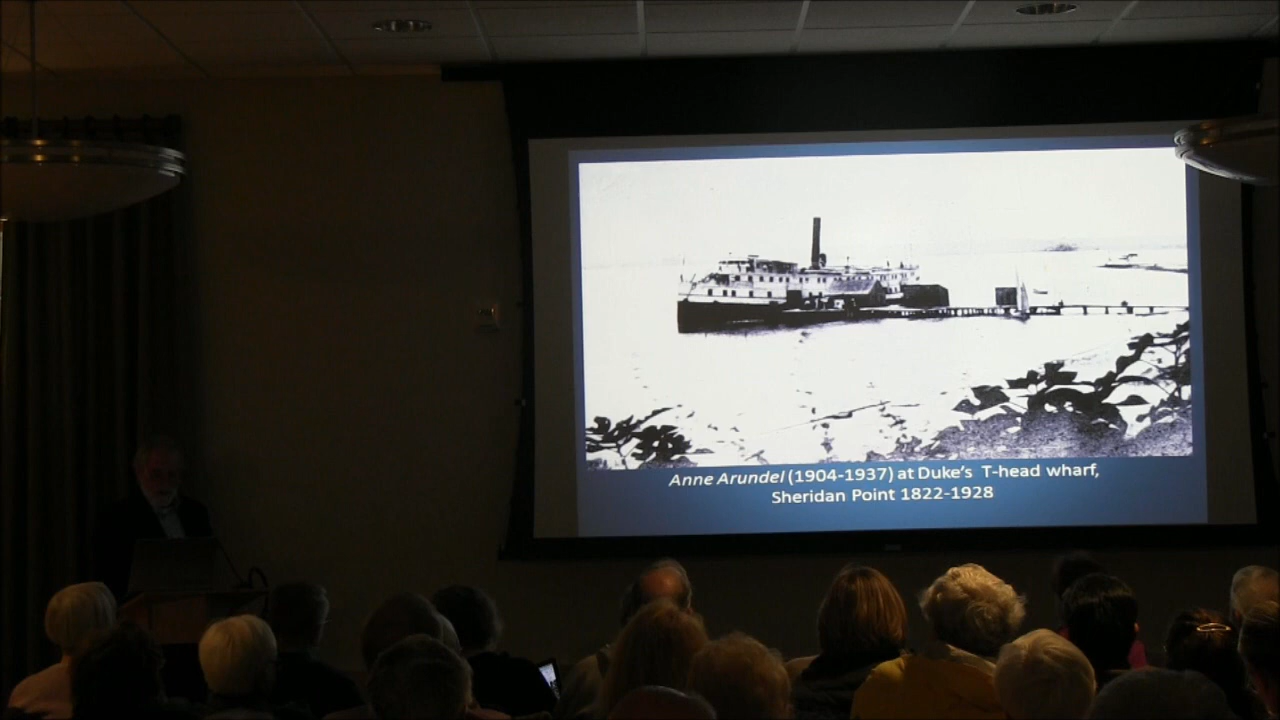 Anne Arundel (1904-1937) at Duke's T-head wharf,
Sheridan Point 1822-1928